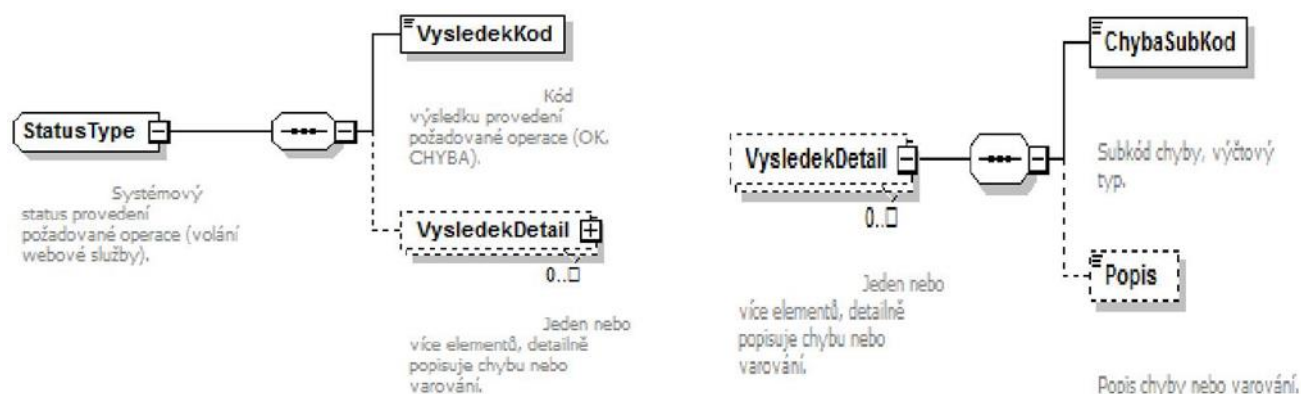 VysledekKod
Kód
výsledku provedení
požadované operace (OK.
CHYBA).
StatusType
Systémový
status provedení
požadované operace (volání
webové služby).
VysledekDetail
0..□
Jeden nebo
více elementů, detailně
popisuje chybu nebo
varování.
ChybaSubKod
Subkód chyby, výčtový
typ.
VysledekDetail
0..□
Jeden nebo
více elementů, detailně
popisuje chybu nebo
varování.
Popis
Popis chyby nebo varování.